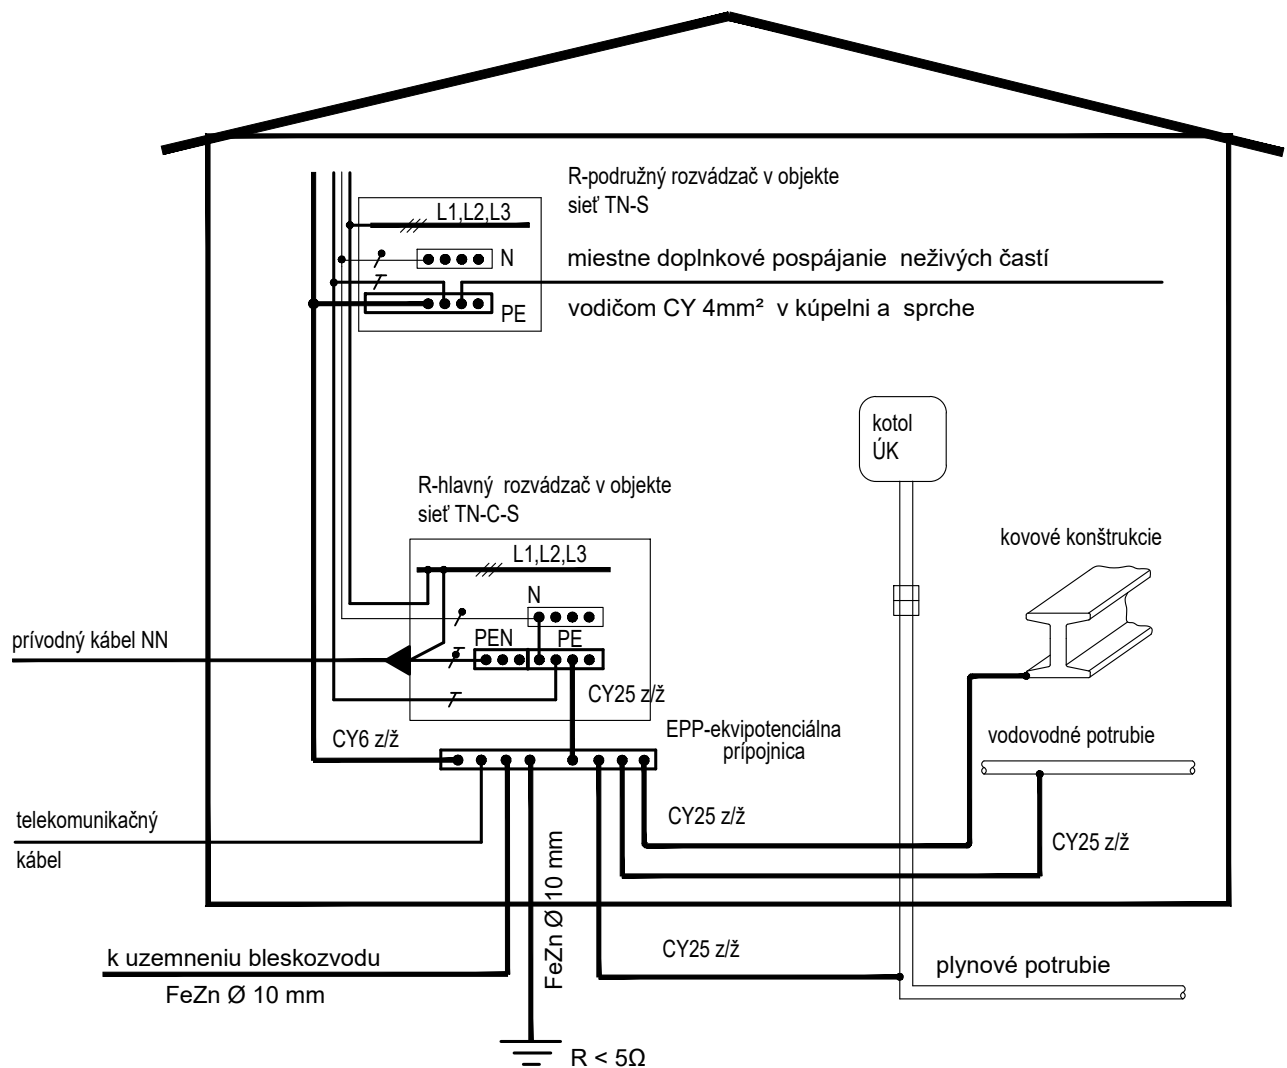 R-podružný rozvádzač v objekte
sieť TN-S
L1,L2,L3
N
miestne doplnkové pospájanie neživých častí
PE
vodičom CY 4mm² v kúpelni a sprche
kotol
ÚK
R-hlavný rozvádzač v objekte
sieť TN-C-S
kovové konštrukcie
L1,L2,L3
N
prívodný kábel NN
PEN
PE
CY25 z/ž
CY6 z/ž
EPP-ekvipotenciálna
prípojnica
vodovodné potrubie
telekomunikačný
kábel
CY25 z/ž
CY25 z/ž
FeZn Ø 10 mm
k uzemneniu bleskozvodu
FeZn Ø 10 mm
CY25 z/ž
plynové potrubie
R < 5Ω